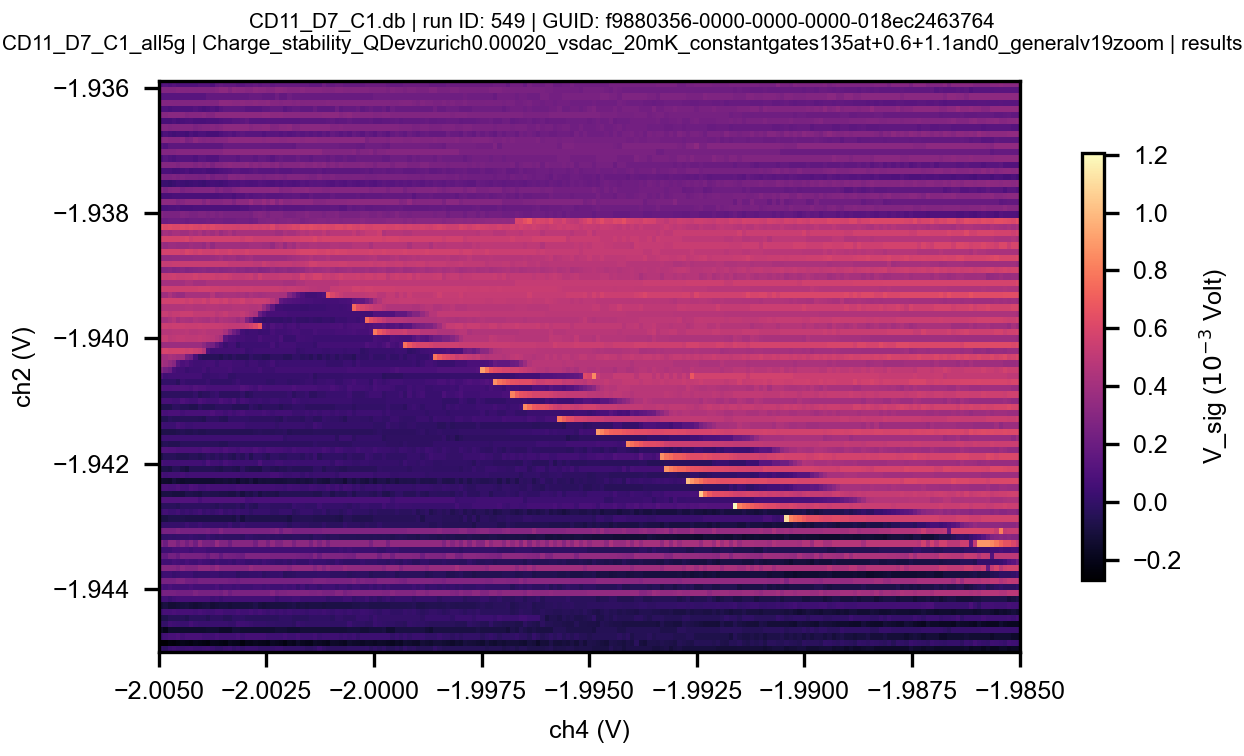 CD11_D7_C1.db | run ID: 549 | GUID: f9880356-0000-0000-0000-018ec2463764
CD11_D7_C1_all5g | Charge_stability_QDevzurich0.00020_vsdac_20mK_constantgates135at+0.6+1.1and0_generalv19zoom | results
−1.936
−1.938
−1.940
−1.942
−1.944
ch2 (V)
−2.0050 −2.0025 −2.0000 −1.9975 −1.9950 −1.9925 −1.9900 −1.9875 −1.9850
ch4 (V)
1.2
1.0
0.8
0.6
0.4
0.2
0.0
−0.2
V_sig (10⁻³ Volt)